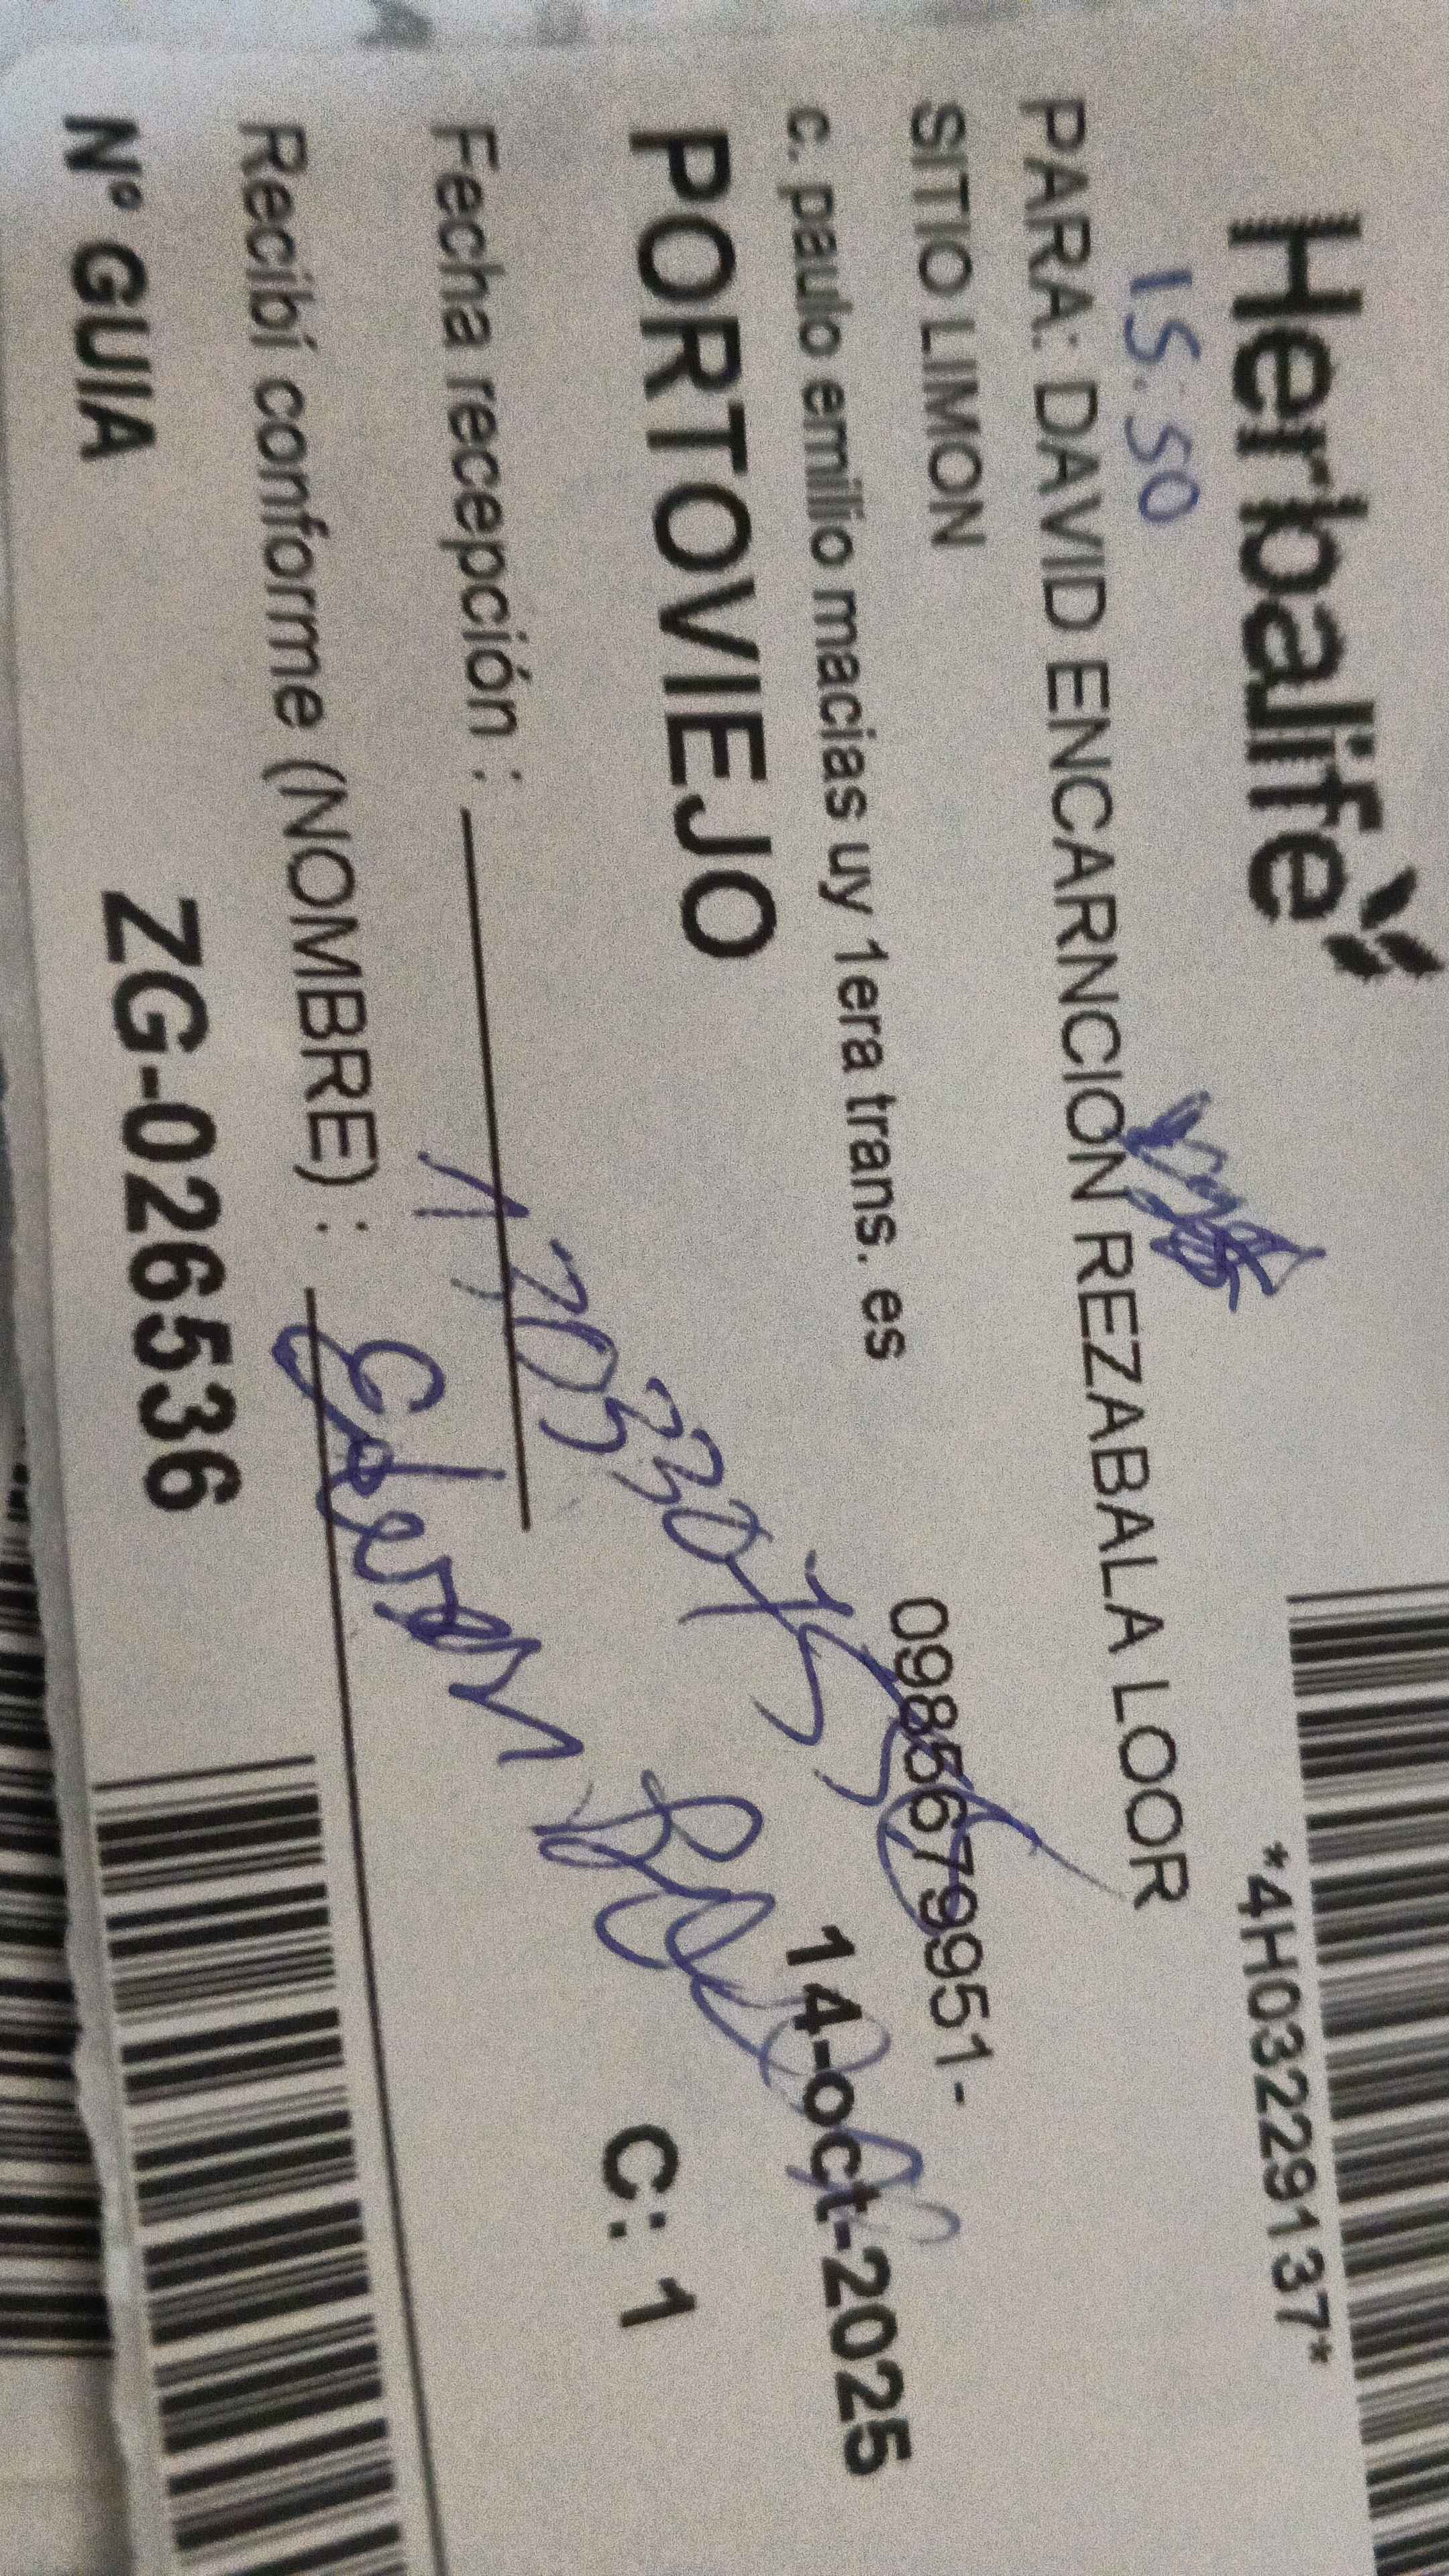 Herbalife
*4H03229137*
15:50
PARA: DAVID ENCARNCION REZABALA LOOR
SITIO LIMON
0985679951-
c. paulo emilio macias uy 1era trans. es
14-oct-2025
PORTOVIEJO
C: 1
Fecha recepción :
Recibí conforme (NOMBRE) :
Nº GUIA ZG-026536